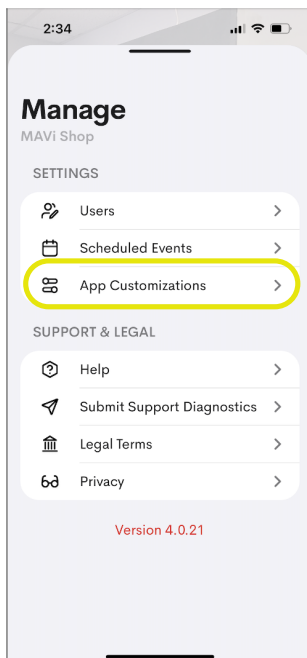 2:34
Manage
MAVi Shop
SETTINGS
Users
Scheduled Events
App Customizations
SUPPORT & LEGAL
Help
Submit Support Diagnostics
Legal Terms
Privacy
Version 4.0.21